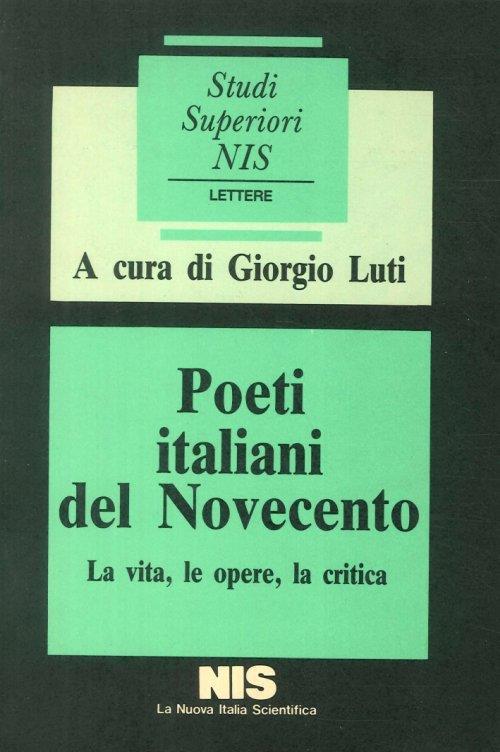 Studi
Superiori
NIS
LETTERE
A cura di Giorgio Luti
Poeti
italiani
del Novecento
La vita, le opere, la critica
NIS
La Nuova Italia Scientifica